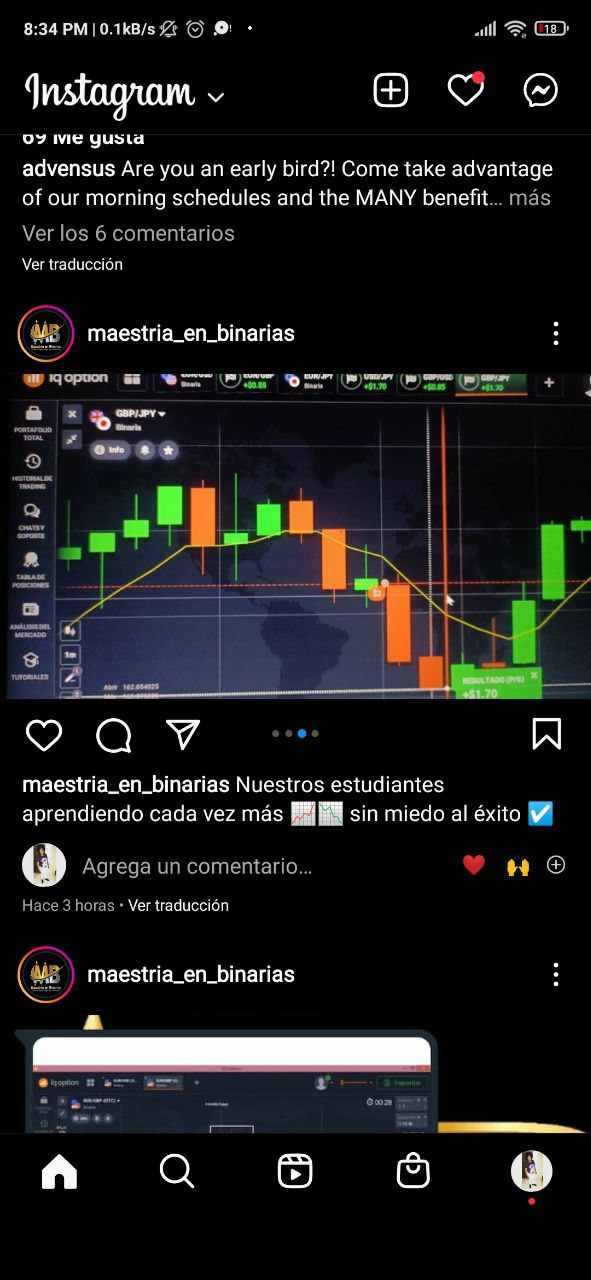 8:34 PM | 0.1kB/s
18
Instagram
69 Me gusta
advensus Are you an early bird?! Come take advantage
of our morning schedules and the MANY benefit... más
Ver los 6 comentarios
Ver traducción
maestria_en_binarias
iq option
EUR/USD
Binaria
EUR/GBP
+$0.85
EUR/JPY
Binaria
USD/JPY
+$1.70
GBP/USD
+$0.85
GBP/JPY
+$1.70
PORTAFOLIO
TOTAL
GBP/JPY
Binaria
Info
HISTORIAL DE
TRADING
CHATS Y
SOPORTE
TABLA DE
POSICIONES
ANÁLISIS DEL
MERCADO
1m
TUTORIALES
Abrir 162.054025
RESULTADO (P/G)
+$1.70
maestria_en_binarias Nuestros estudiantes
aprendiendo cada vez más 📈📉 sin miedo al éxito ☑️
Agrega un comentario...
Hace 3 horas • Ver traducción
MB
maestria_en_binarias
iq option
EUR/GBP (OTC)
00:28